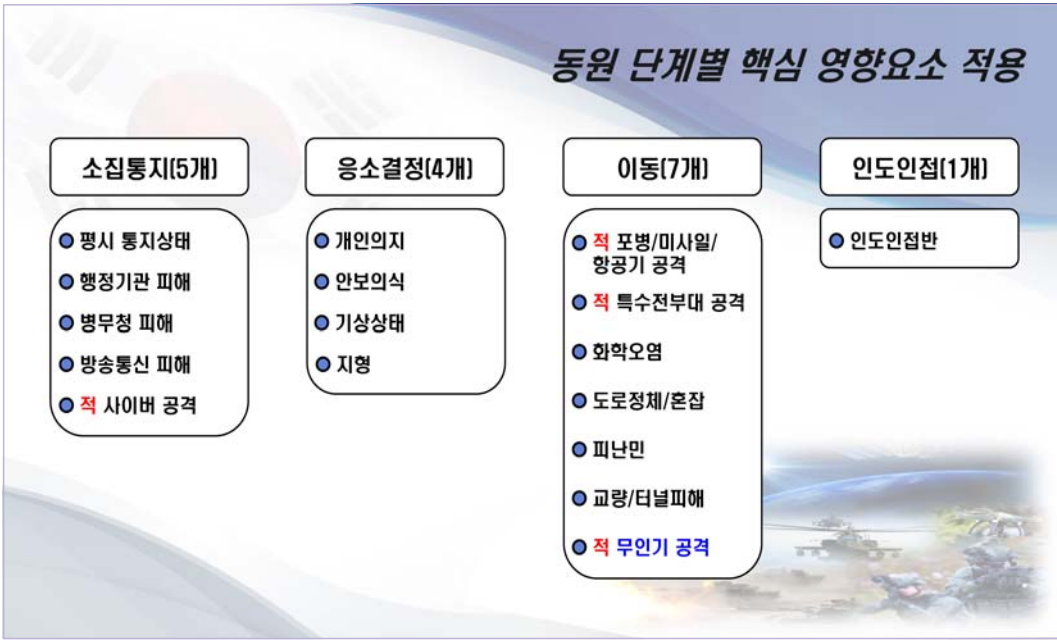 동원 단계별 핵심 영향요소 적용
소집통지(5개)
평시 통지상태
행정기관 피해
병무청 피해
방송통신 피해
적 사이버 공격
응소결정(4개)
개인의지
안보의식
기상상태
지형
이동(7개)
적 포병/미사일/
항공기 공격
적 특수전부대 공격
화학오염
도로정체/혼잡
피난민
교량/터널피해
적 무인기 공격
인도인접(1개)
인도인접반